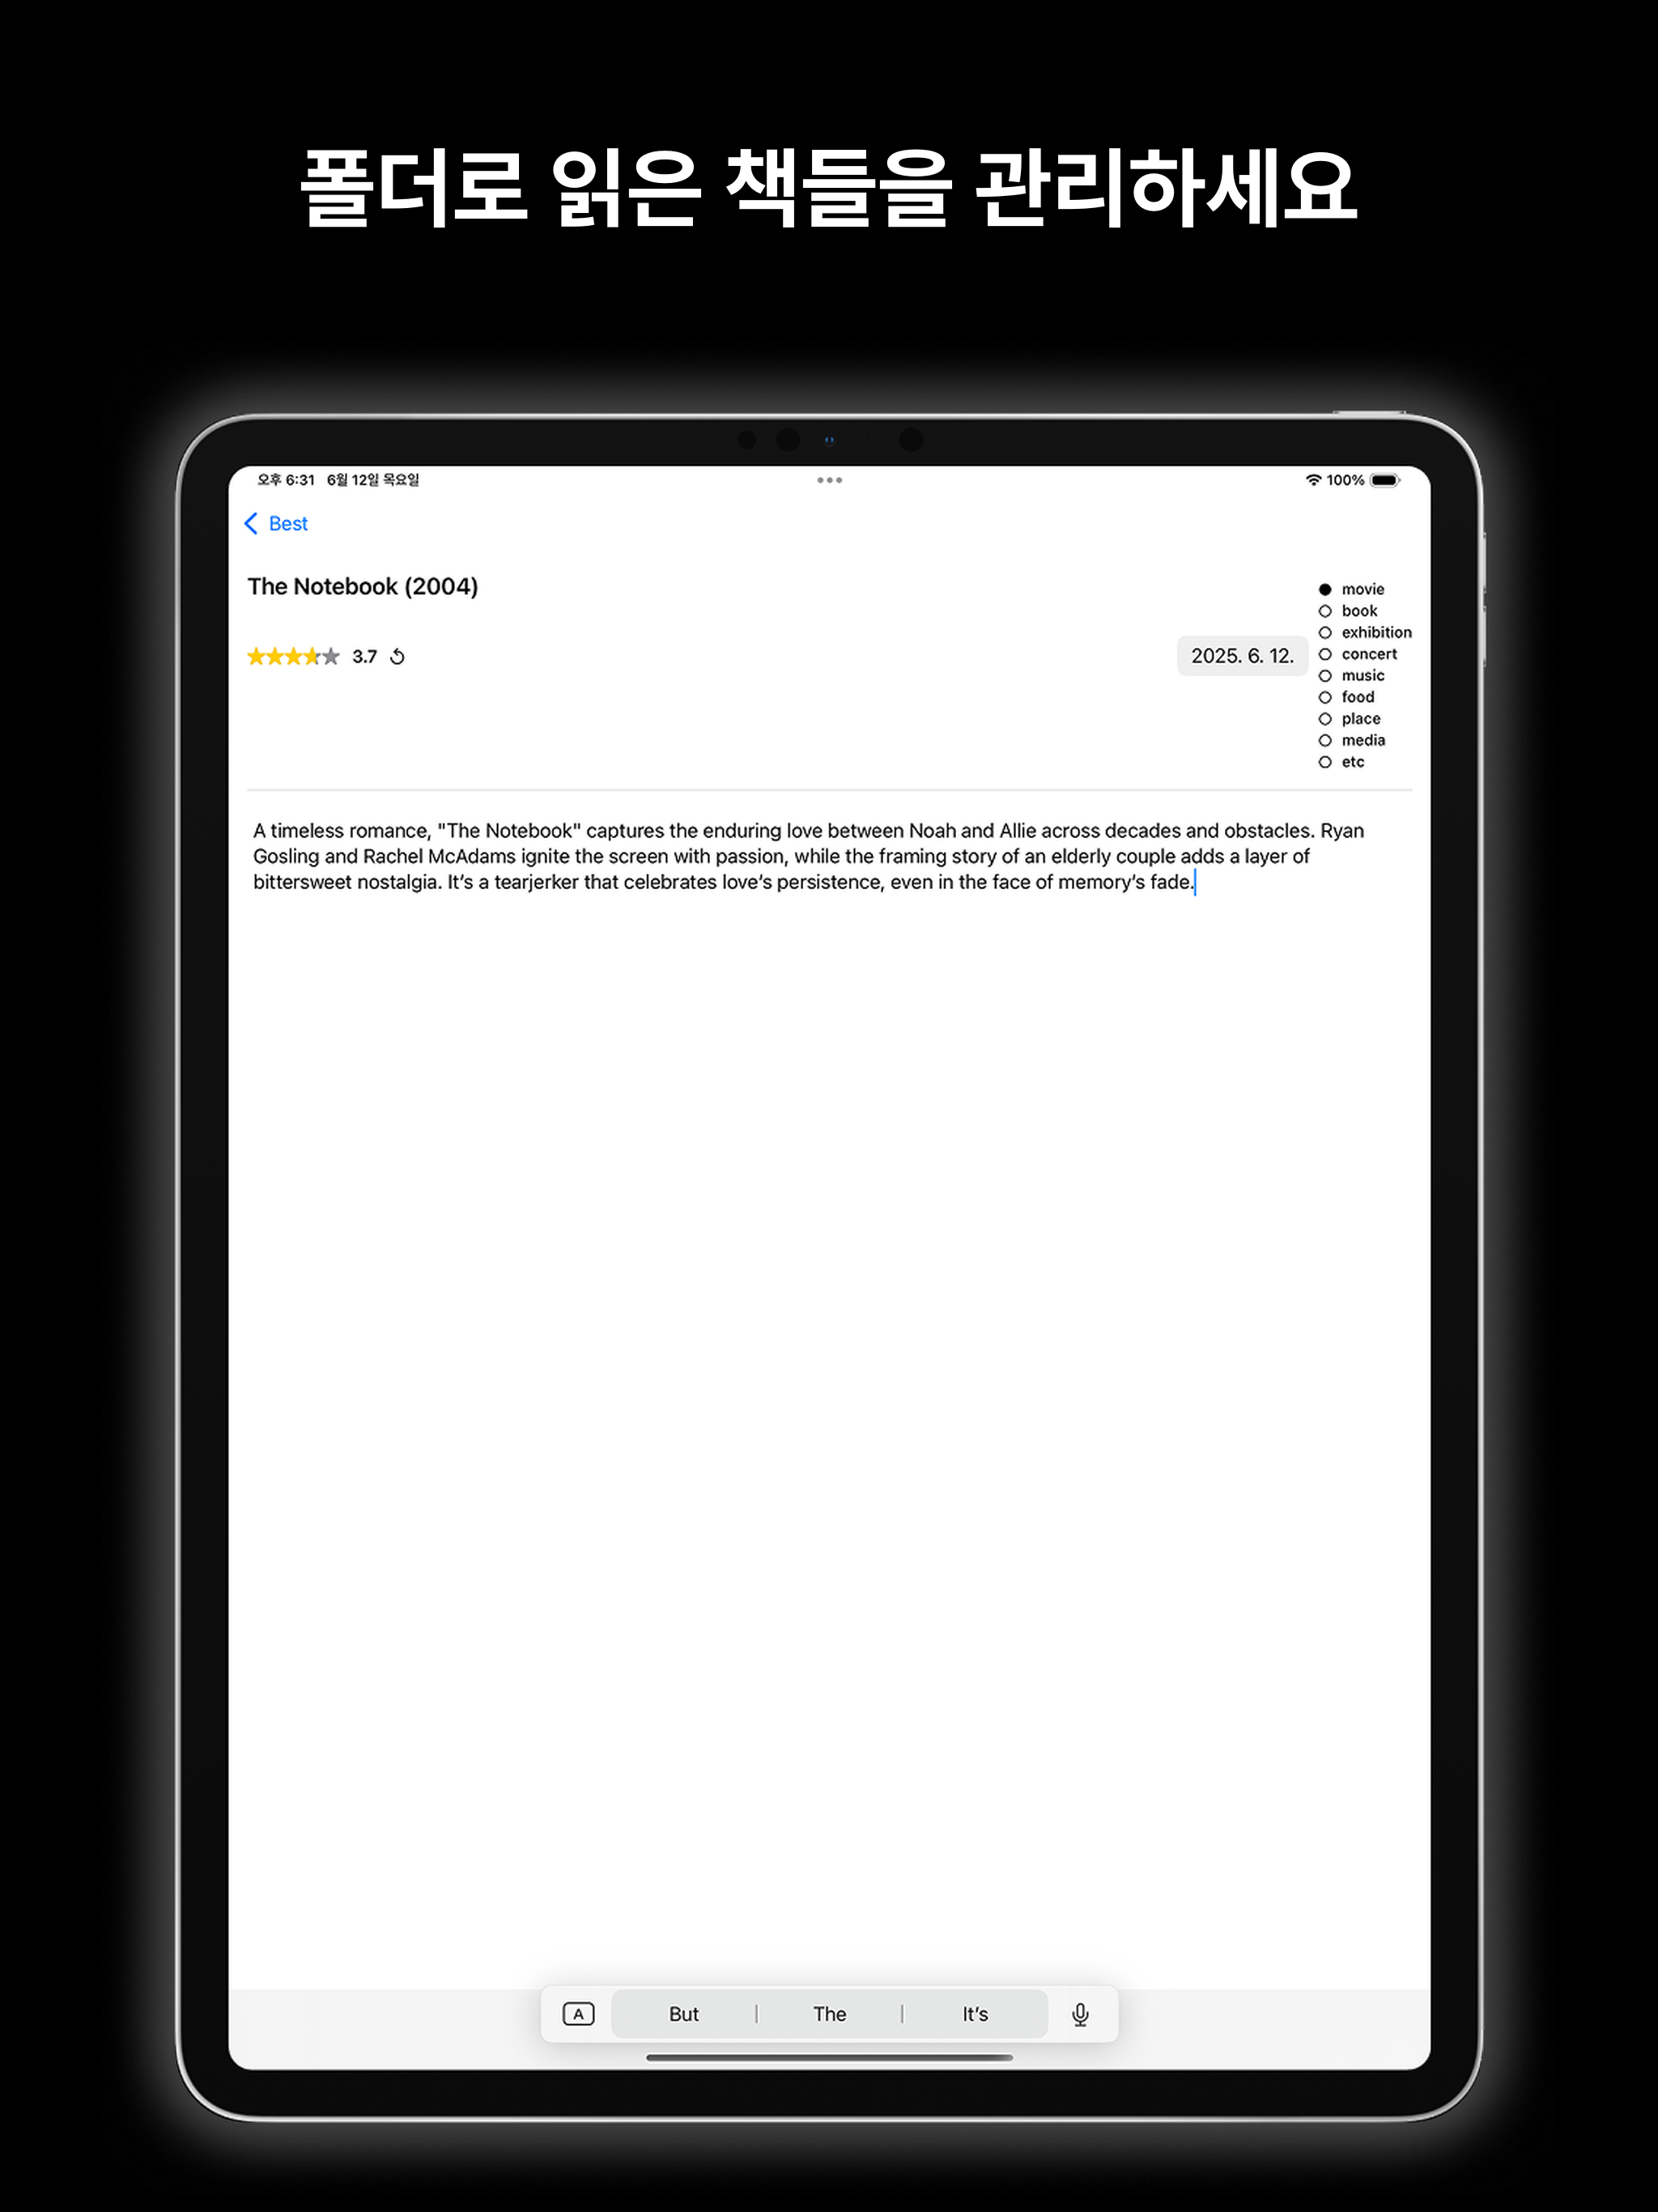 폴더로 읽은 책들을 관리하세요
오후 6:31 6월 12일 목요일
100%
Best
The Notebook (2004)
3.7
2025. 6. 12.
movie
book
exhibition
concert
music
food
place
media
etc
A timeless romance, "The Notebook" captures the enduring love between Noah and Allie across decades and obstacles. Ryan
Gosling and Rachel McAdams ignite the screen with passion, while the framing story of an elderly couple adds a layer of
bittersweet nostalgia. It’s a tearjerker that celebrates love’s persistence, even in the face of memory’s fade.
A But The It’s